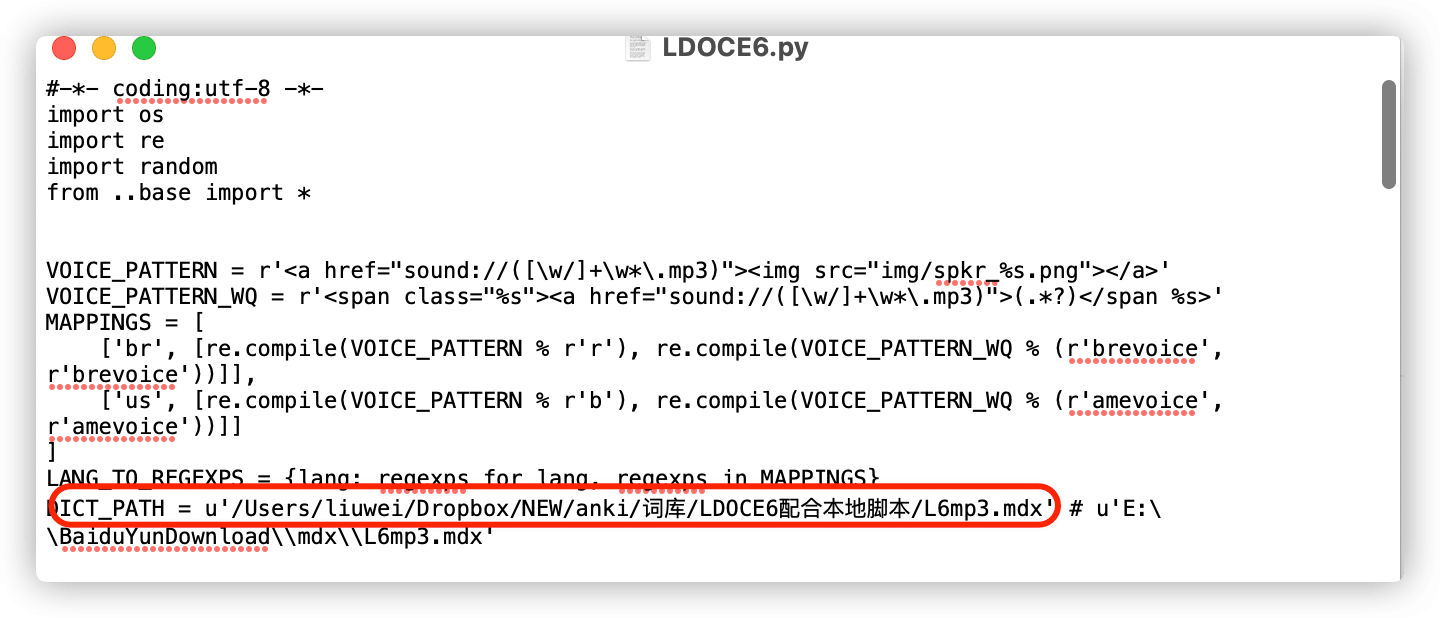 LDOCE6.py
#-*- coding:utf-8 -*-
import os
import re
import random
from ..base import *
VOICE_PATTERN = r'<a href="sound://([\w/]+\w*\.mp3)"><img src="img/spkr_%s.png"></a>'
VOICE_PATTERN_WQ = r'<span class="%s"><a href="sound://([\w/]+\w*\.mp3)">(.*?)</span %s>'
MAPPINGS = [
    ['br', [re.compile(VOICE_PATTERN % r'r'), re.compile(VOICE_PATTERN_WQ % (r'brevoice',
r'brevoice'))]],
    ['us', [re.compile(VOICE_PATTERN % r'b'), re.compile(VOICE_PATTERN_WQ % (r'amevoice',
r'amevoice'))]]
]
LANG_TO_REGEXPS = {lang: regexps for lang, regexps in MAPPINGS}
DICT_PATH = u'/Users/liuwei/Dropbox/NEW/anki/词库/LDOCE6配合本地脚本/L6mp3.mdx' # u'E:\
\BaiduYunDownload\\mdx\\L6mp3.mdx'